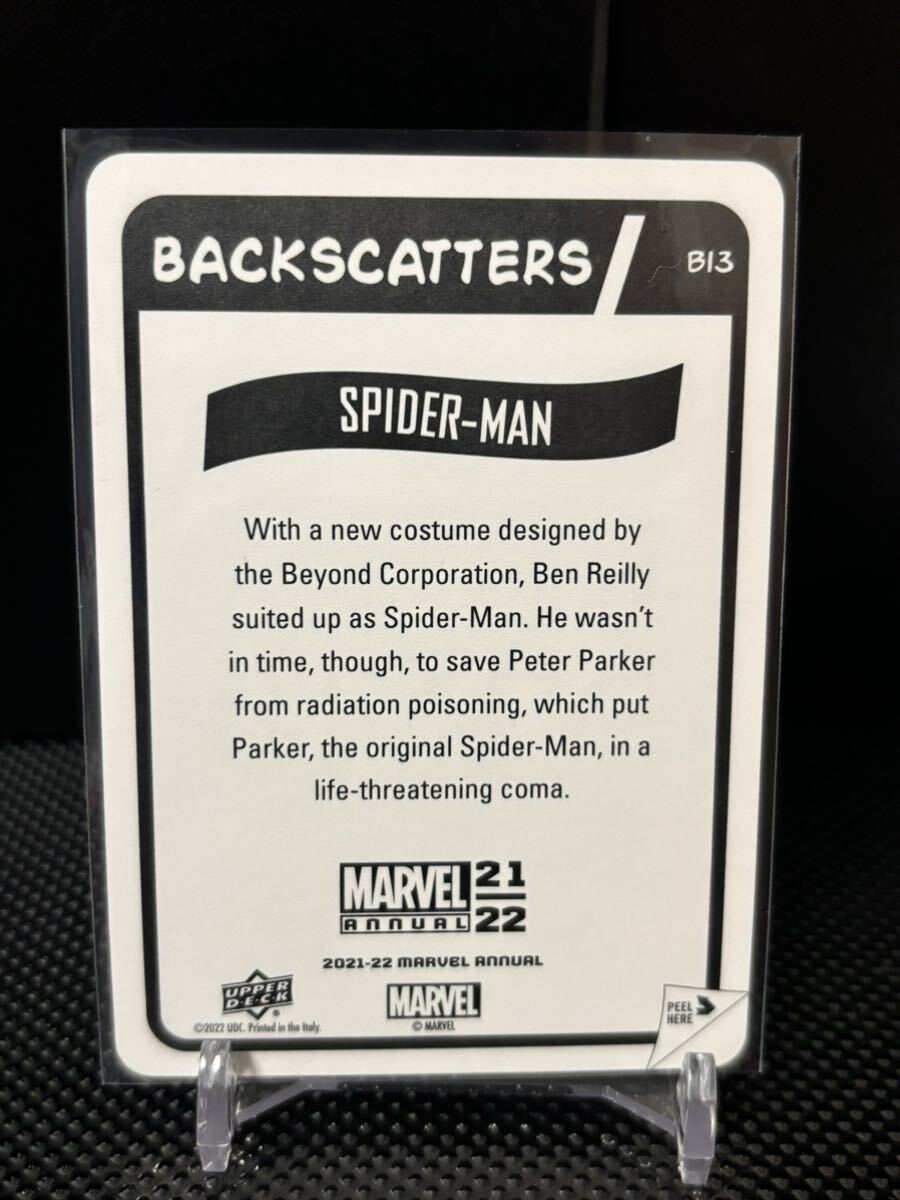 BACKSCATTERS
B13
SPIDER-MAN
With a new costume designed by
the Beyond Corporation, Ben Reilly
suited up as Spider-Man. He wasn't
in time, though, to save Peter Parker
from radiation poisoning, which put
Parker, the original Spider-Man, in a
life-threatening coma.
MARVEL 21
ANNUAL 22
2021-22 MARVEL ANNUAL
UPPER
D·E·C·K
®
MARVEL
©2022 UDC. Printed in the Italy.
© MARVEL
PEEL
HERE